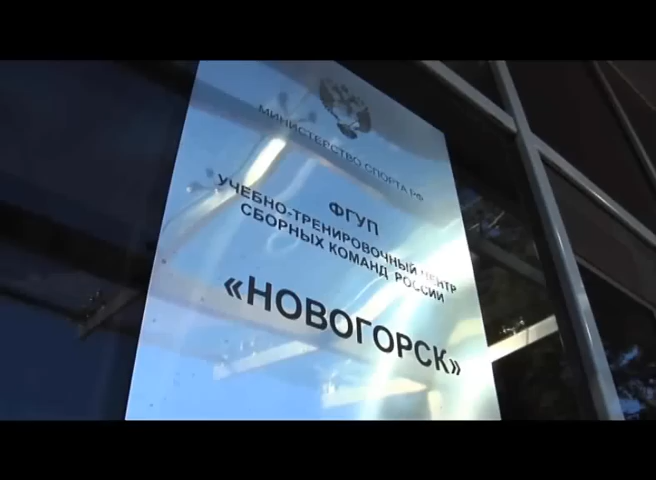 МИНИСТЕРСТВО СПОРТА РФ
ФГУП
УЧЕБНО-ТРЕНИРОВОЧНЫЙ ЦЕНТР
СБОРНЫХ КОМАНД РОССИИ
«НОВОГОРСК»